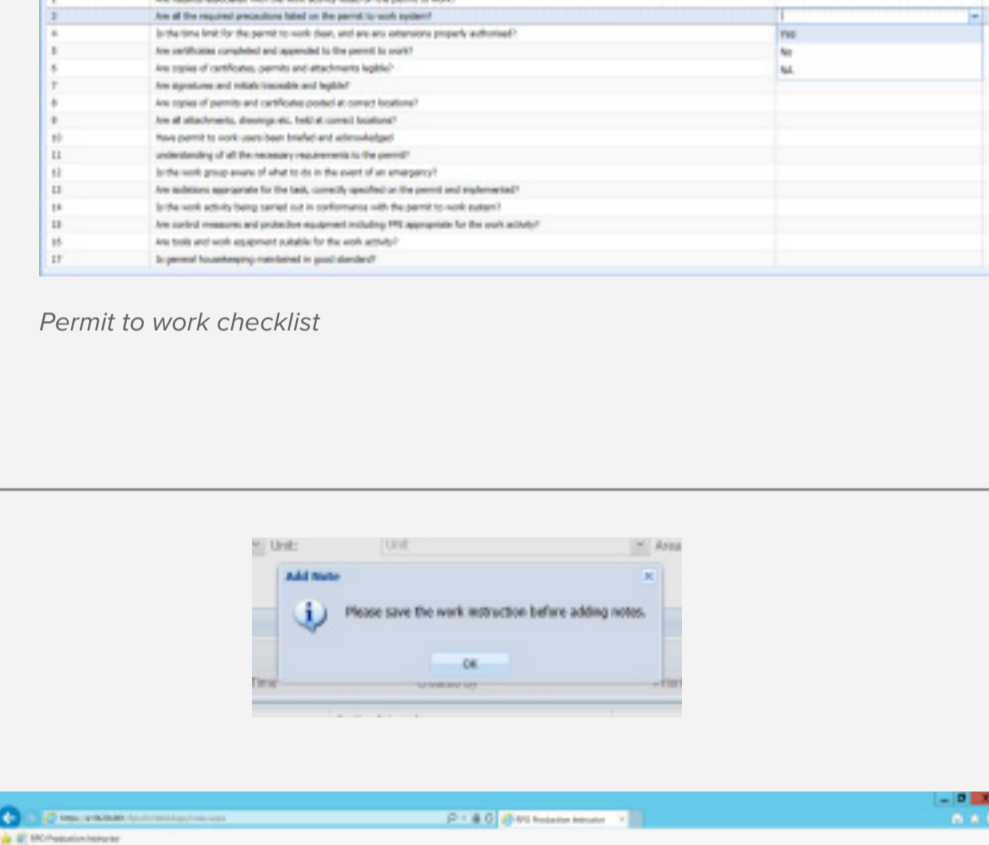 3 Are all the required precautions listed on the permit to work system?
Yes
4 Is the time limit for the permit to work clear, and are any extensions properly authorised?
No
5 Are certificates completed and appended to the permit to work?
NA
6 Are copies of certificates, permits and attachments legible?
7 Are signatures and initials traceable and legible?
8 Are copies of permits and certificates posted at correct locations?
9 Are all attachments, drawings etc. held at correct locations?
10 Have permit to work users been briefed and acknowledged
11 understanding of all the necessary requirements to the permit?
12 Is the work group aware of what to do in the event of an emergency?
13 Are isolations appropriate for the task, correctly specified on the permit and implemented?
14 Is the work activity being carried out in conformance with the permit to work system?
15 Are control measures and protective equipment including PPE appropriate for the work activity?
16 Are tools and work equipment suitable for the work activity?
17 Is general housekeeping maintained in good standard?
Permit to work checklist
Unit: Unit Area
Add Note
Please save the work instruction before adding notes.
OK
Time Created By
Production Instructor
Production Instructor